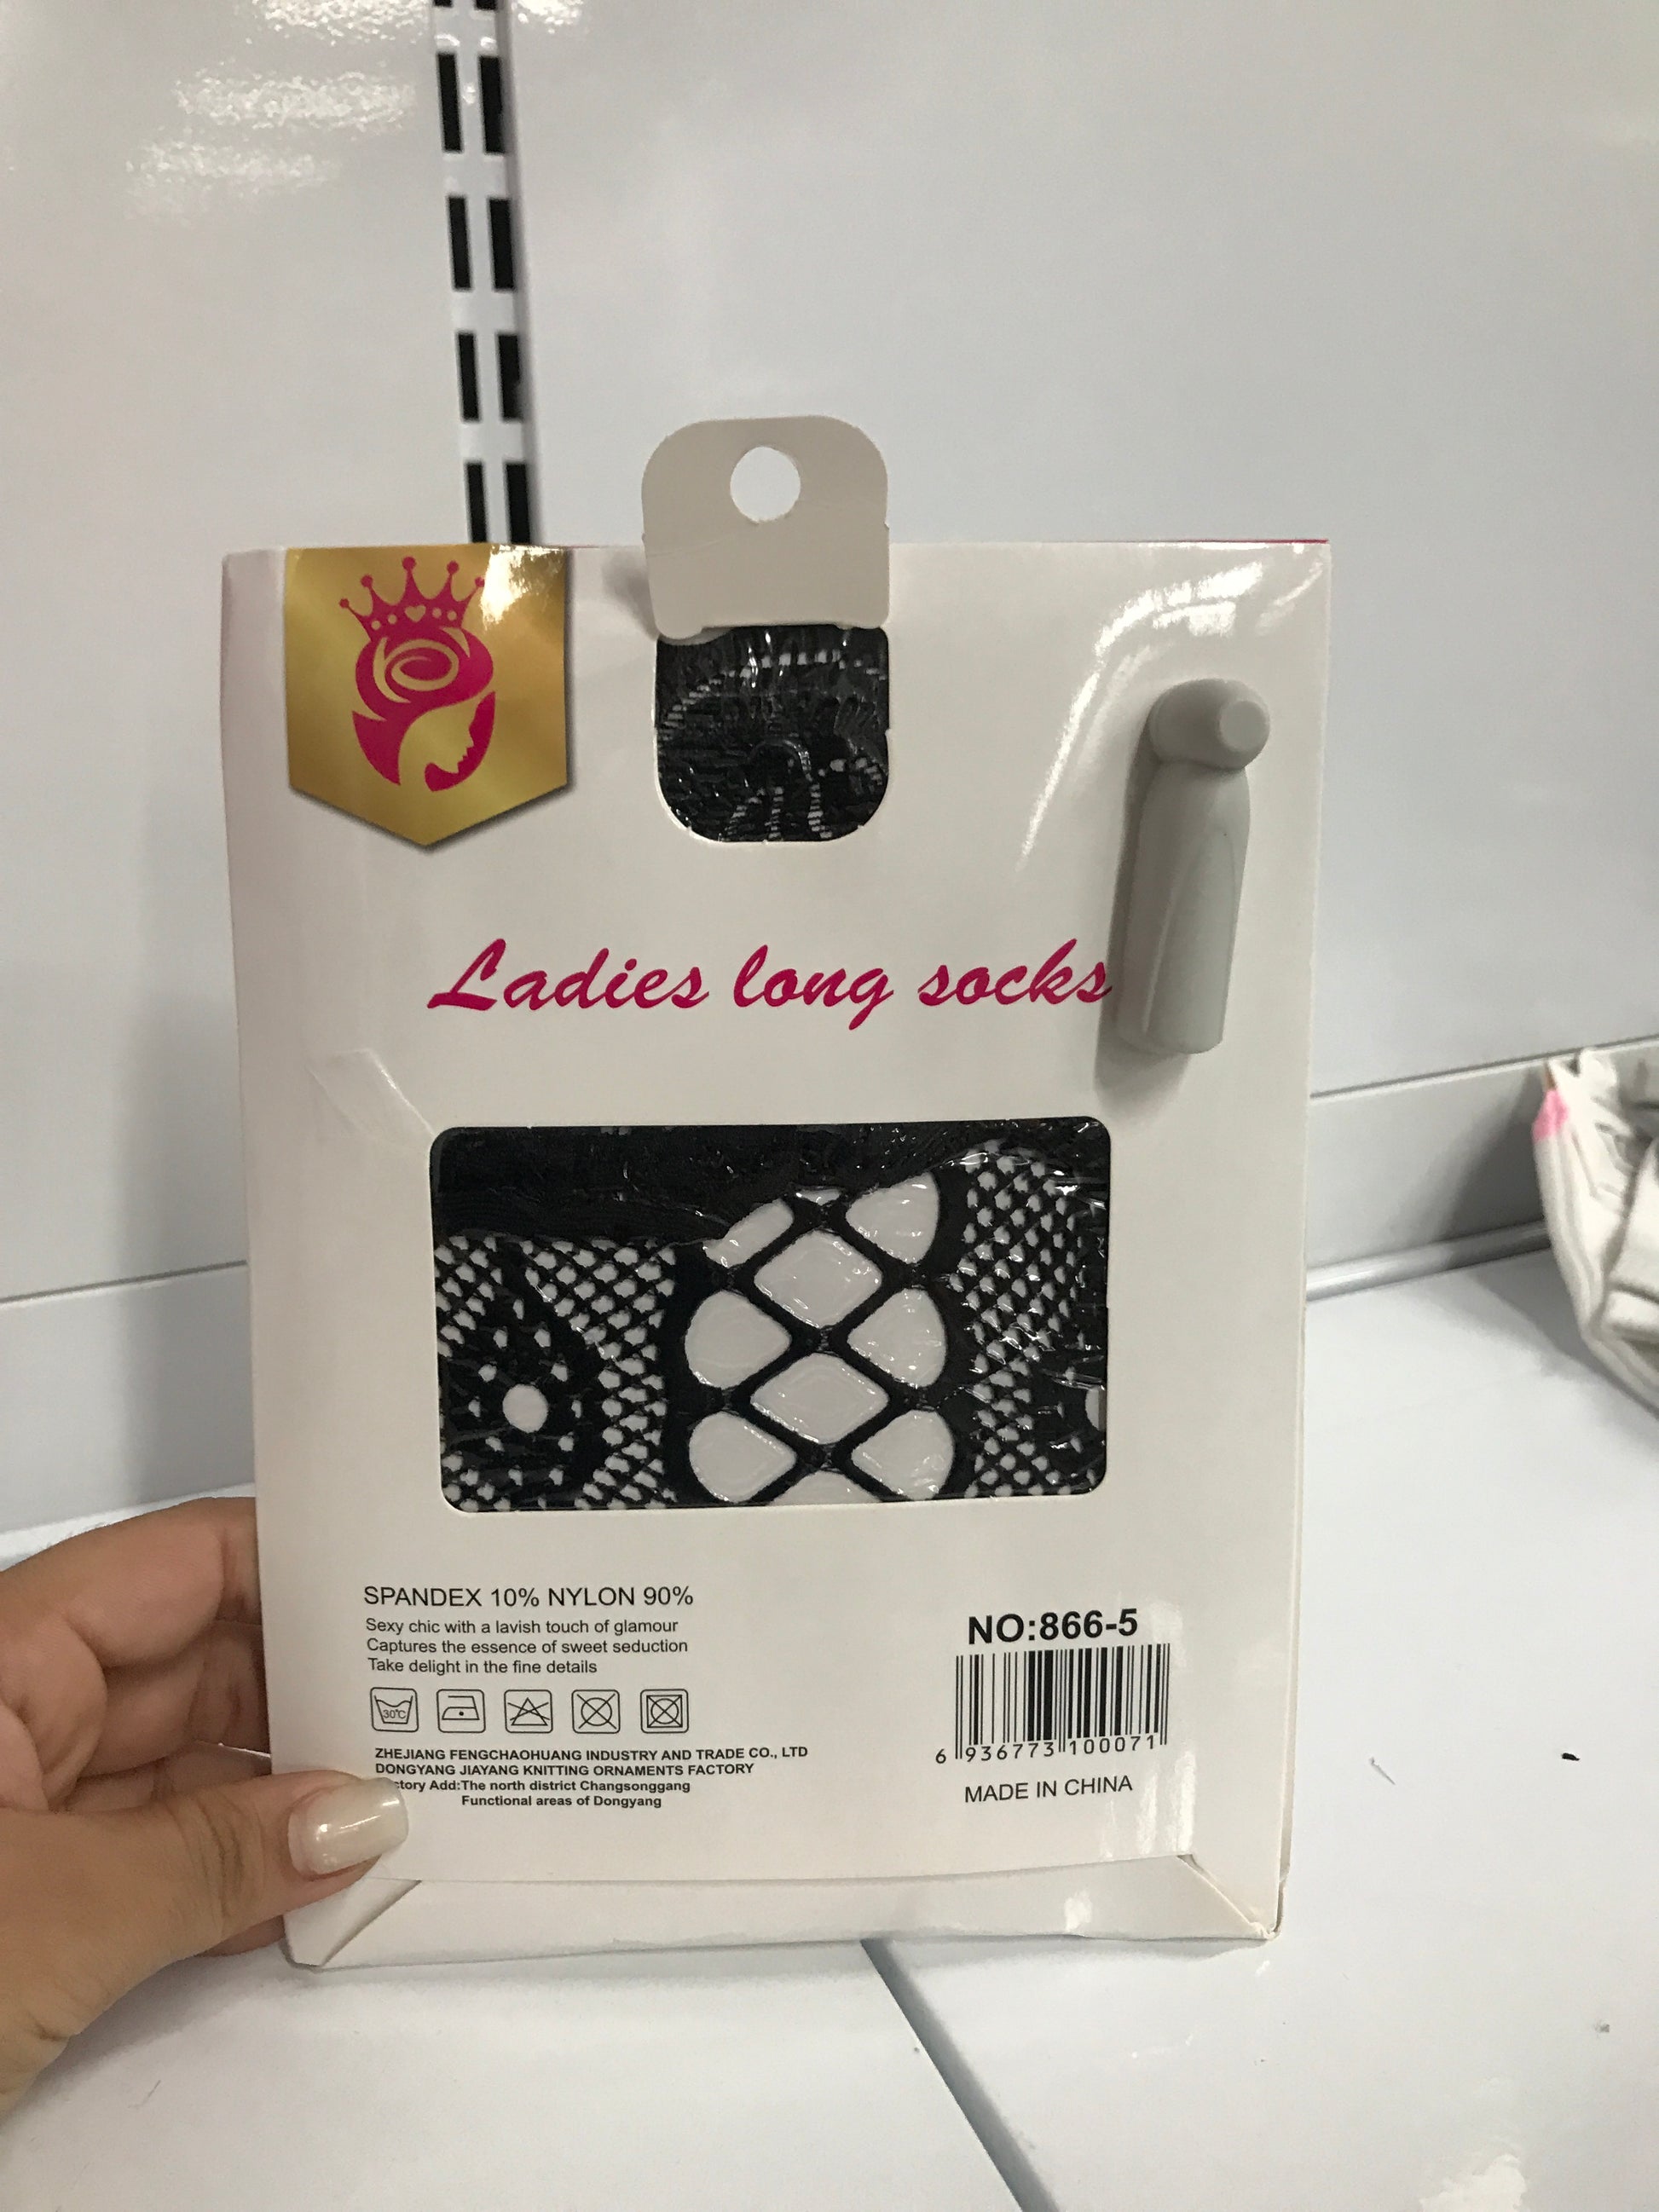 Ladies long socks
SPANDEX 10% NYLON 90%
Sexy chic with a lavish touch of glamour
Captures the essence of sweet seduction
Take delight in the fine details
30℃
ZHEJIANG FENGCHAOHUANG INDUSTRY AND TRADE CO., LTD
DONGYANG JIAYANG KNITTING ORNAMENTS FACTORY
Add:The north district Changsonggang
Functional areas of Dongyang
NO:866-5
6 936773 100071
MADE IN CHINA